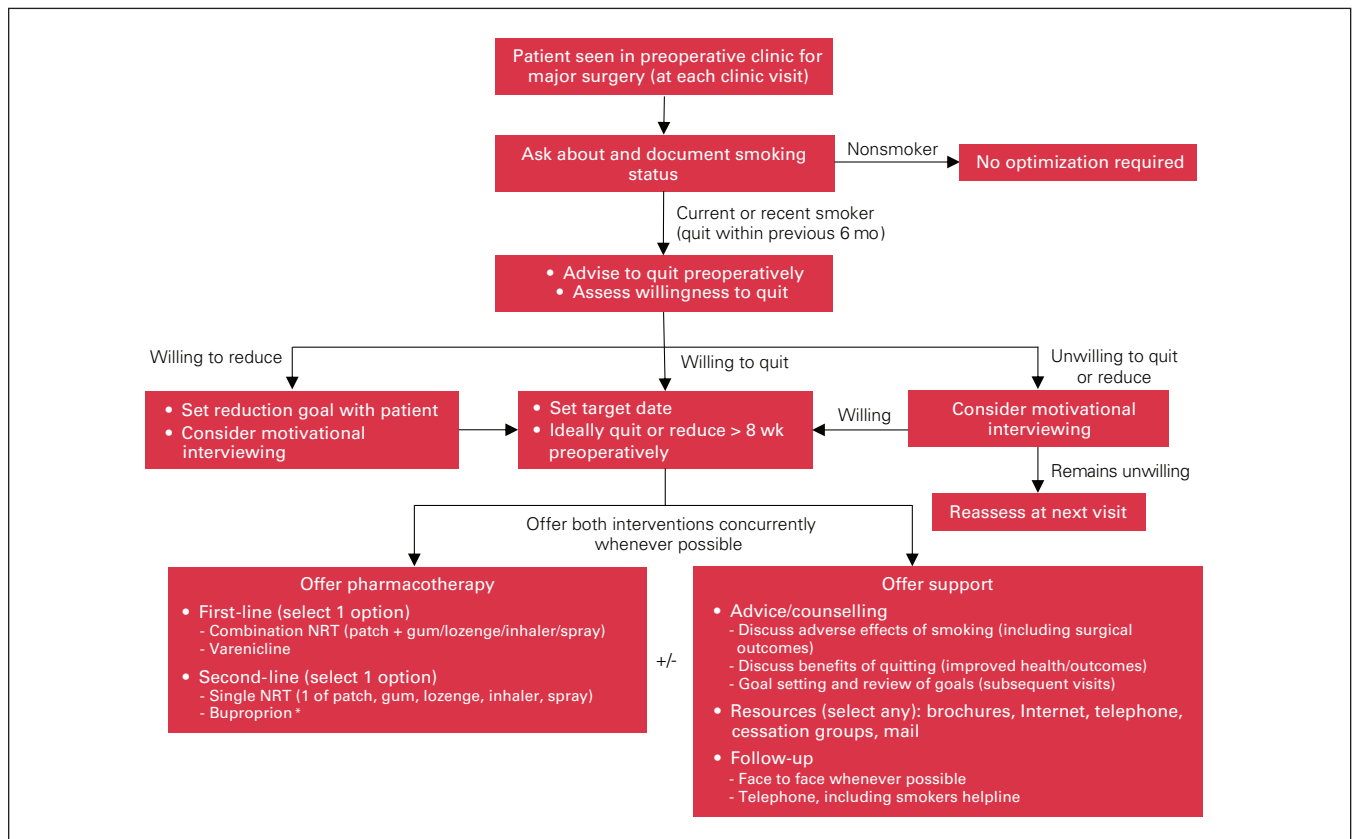 Patient seen in preoperative clinic for
major surgery (at each clinic visit)
Ask about and document smoking
status
Nonsmoker
No optimization required
Current or recent smoker
(quit within previous 6 mo)
• Advise to quit preoperatively
• Assess willingness to quit
Willing to reduce
Willing to quit
Unwilling to quit
or reduce
• Set reduction goal with patient
• Consider motivational
interviewing
• Set target date
• Ideally quit or reduce > 8 wk
preoperatively
Willing
Consider motivational
interviewing
Remains unwilling
Reassess at next visit
Offer both interventions concurrently
whenever possible
Offer pharmacotherapy
• First-line (select 1 option)
- Combination NRT (patch + gum/lozenge/inhaler/spray)
- Varenicline
• Second-line (select 1 option)
- Single NRT (1 of patch, gum, lozenge, inhaler, spray)
- Buproprion*
+/-
Offer support
• Advice/counselling
- Discuss adverse effects of smoking (including surgical
outcomes)
- Discuss benefits of quitting (improved health/outcomes)
- Goal setting and review of goals (subsequent visits)
• Resources (select any): brochures, Internet, telephone,
cessation groups, mail
• Follow-up
- Face to face whenever possible
- Telephone, including smokers helpline